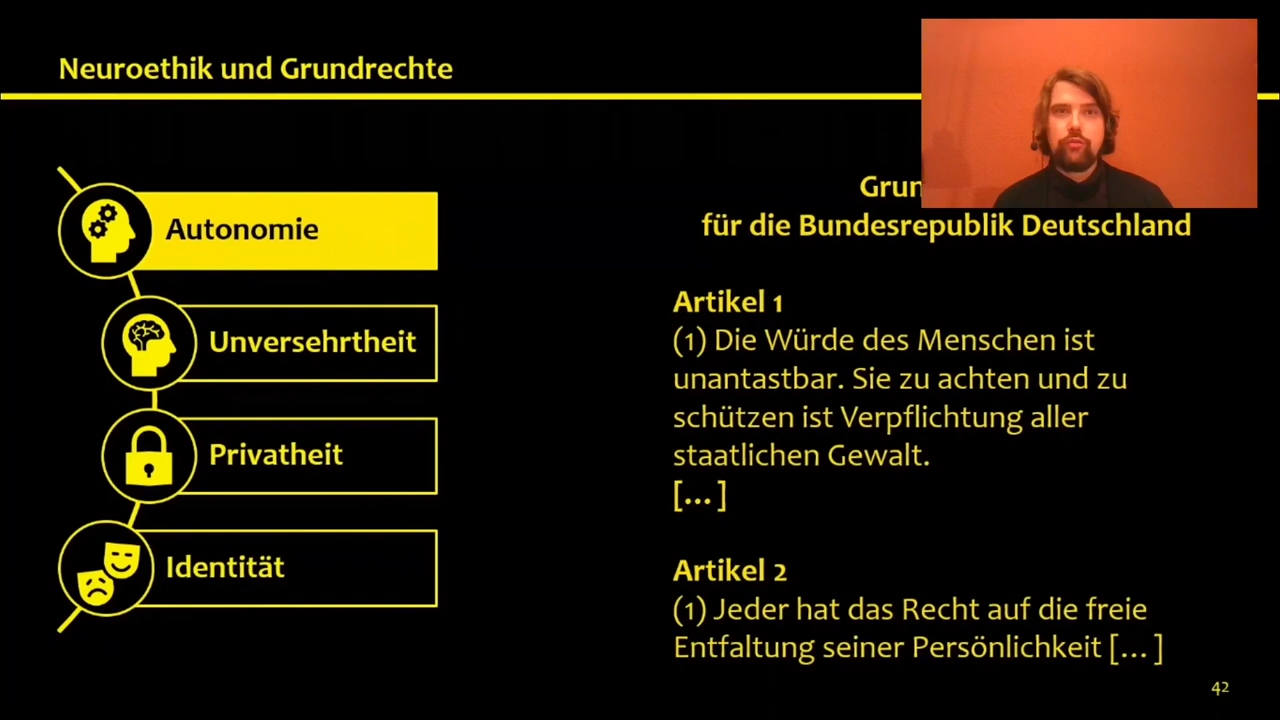 Neuroethik und Grundrechte
Autonomie
Unversehrtheit
Privatheit
Identität
für die Bundesrepublik Deutschland
Artikel 1
(1) Die Würde des Menschen ist
unantastbar. Sie zu achten und zu
schützen ist Verpflichtung aller
staatlichen Gewalt.
[… ]
Artikel 2
(1) Jeder hat das Recht auf die freie
Entfaltung seiner Persönlichkeit [… ]
42